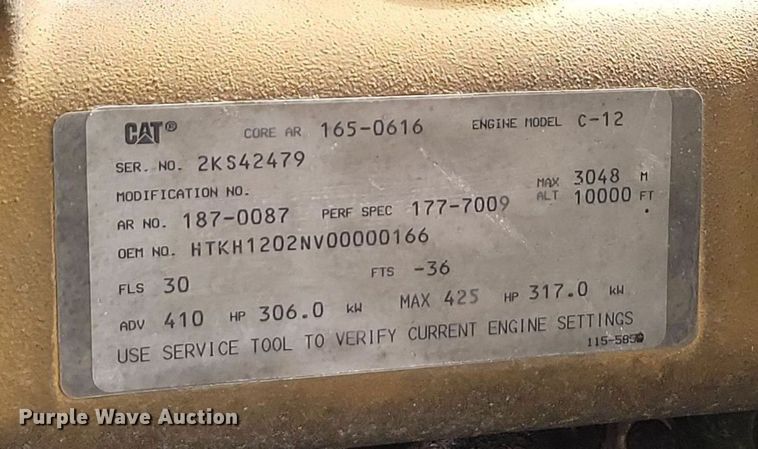 CAT® CORE AR 165-0616 ENGINE MODEL C-12
SER. NO. 2KS42479
MODIFICATION NO.
MAX 3048 M
ALT 10000 FT
AR NO. 187-0087 PERF SPEC 177-7009
OEM NO. HTKH1202NV00000166
FLS 30 FTS -36
ADV 410 HP 306.0 kW MAX 425 HP 317.0 kW
USE SERVICE TOOL TO VERIFY CURRENT ENGINE SETTINGS
Purple Wave Auction